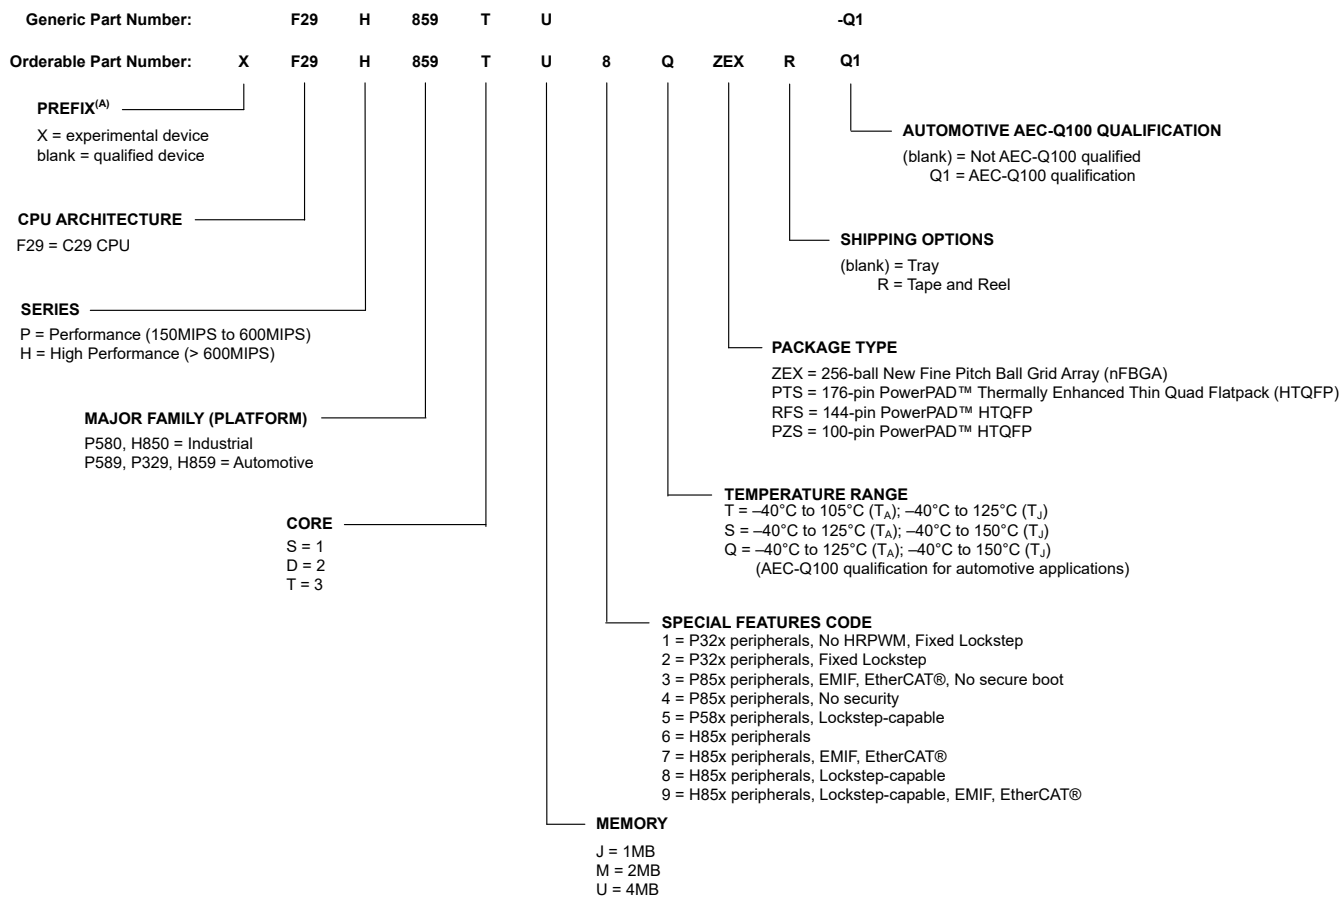 Generic Part Number: F29 H 859 T U -Q1
Orderable Part Number: X F29 H 859 T U 8 Q ZEX R Q1
PREFIX(A)
X = experimental device
blank = qualified device
AUTOMOTIVE AEC-Q100 QUALIFICATION
(blank) = Not AEC-Q100 qualified
Q1 = AEC-Q100 qualification
CPU ARCHITECTURE
F29 = C29 CPU
SHIPPING OPTIONS
(blank) = Tray
R = Tape and Reel
SERIES
P = Performance (150MIPS to 600MIPS)
H = High Performance (> 600MIPS)
PACKAGE TYPE
ZEX = 256-ball New Fine Pitch Ball Grid Array (nFBGA)
PTS = 176-pin PowerPAD™ Thermally Enhanced Thin Quad Flatpack (HTQFP)
RFS = 144-pin PowerPAD™ HTQFP
PZS = 100-pin PowerPAD™ HTQFP
MAJOR FAMILY (PLATFORM)
P580, H850 = Industrial
P589, P329, H859 = Automotive
TEMPERATURE RANGE
T = –40°C to 105°C (TA); –40°C to 125°C (TJ)
S = –40°C to 125°C (TA); –40°C to 150°C (TJ)
Q = –40°C to 125°C (TA); –40°C to 150°C (TJ)
(AEC-Q100 qualification for automotive applications)
CORE
S = 1
D = 2
T = 3
SPECIAL FEATURES CODE
1 = P32x peripherals, No HRPWM, Fixed Lockstep
2 = P32x peripherals, Fixed Lockstep
3 = P85x peripherals, EMIF, EtherCAT®, No secure boot
4 = P85x peripherals, No security
5 = P58x peripherals, Lockstep-capable
6 = H85x peripherals
7 = H85x peripherals, EMIF, EtherCAT®
8 = H85x peripherals, Lockstep-capable
9 = H85x peripherals, Lockstep-capable, EMIF, EtherCAT®
MEMORY
J = 1MB
M = 2MB
U = 4MB